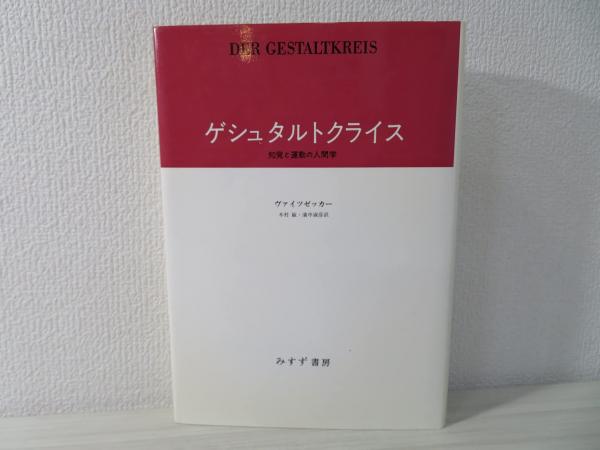 DER GESTALTKREIS
ゲシュタルトクライス
知覚と運動の人間学
ヴァイツゼッカー
木村 敏・濱中淑彦訳
みすず書房